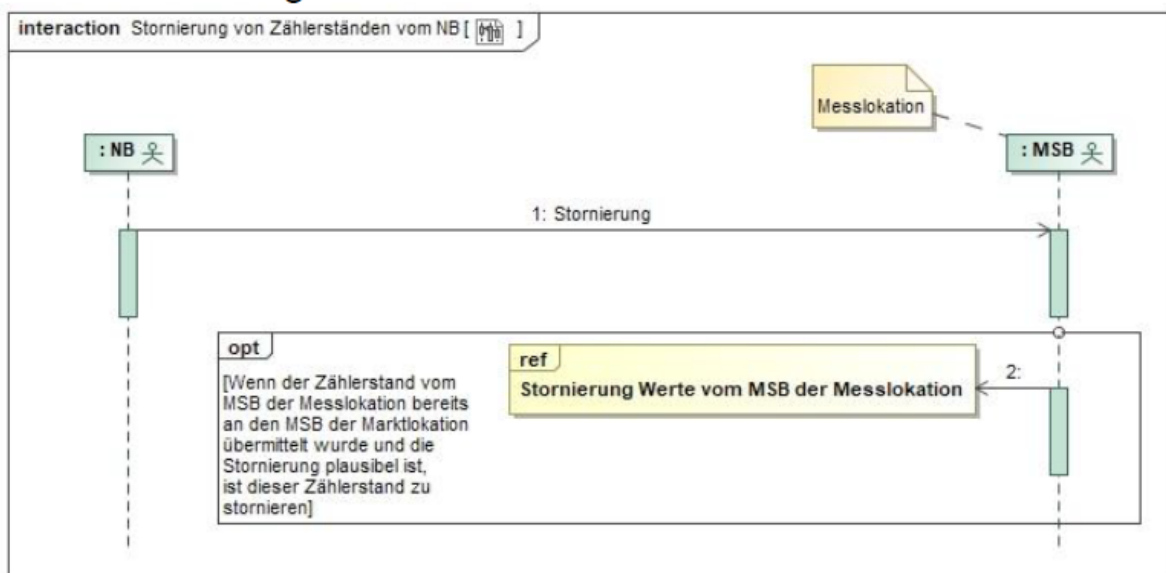 interaction Stornierung von Zählerständen vom NB [ ]
Messlokation
: NB
: MSB
1: Stornierung
opt
[Wenn der Zählerstand vom
MSB der Messlokation bereits
an den MSB der Marktlokation
übermittelt wurde und die
Stornierung plausibel ist,
ist dieser Zählerstand zu
stornieren]
ref
Stornierung Werte vom MSB der Messlokation
2: